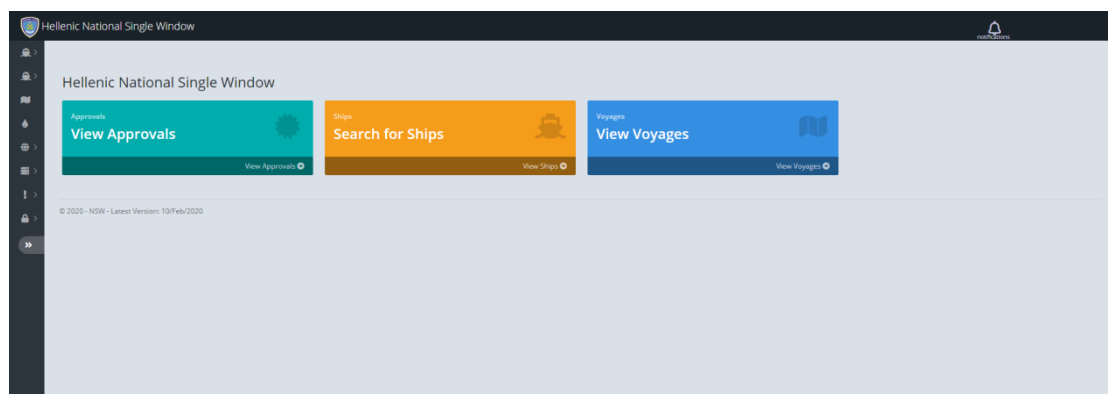 Hellenic National Single Window
notifications
Hellenic National Single Window
Approvals
View Approvals
View Approvals
Ships
Search for Ships
View Ships
Voyages
View Voyages
View Voyages
© 2020 - NSW - Latest Version: 10/Feb/2020